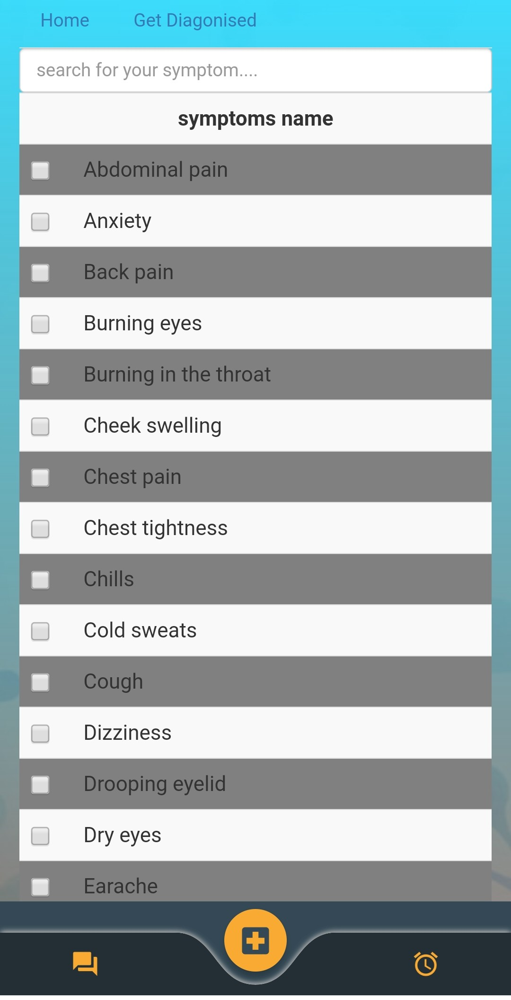 Home Get Diagonised
search for your symptom....
symptoms name
Abdominal pain
Anxiety
Back pain
Burning eyes
Burning in the throat
Cheek swelling
Chest pain
Chest tightness
Chills
Cold sweats
Cough
Dizziness
Drooping eyelid
Dry eyes
Earache